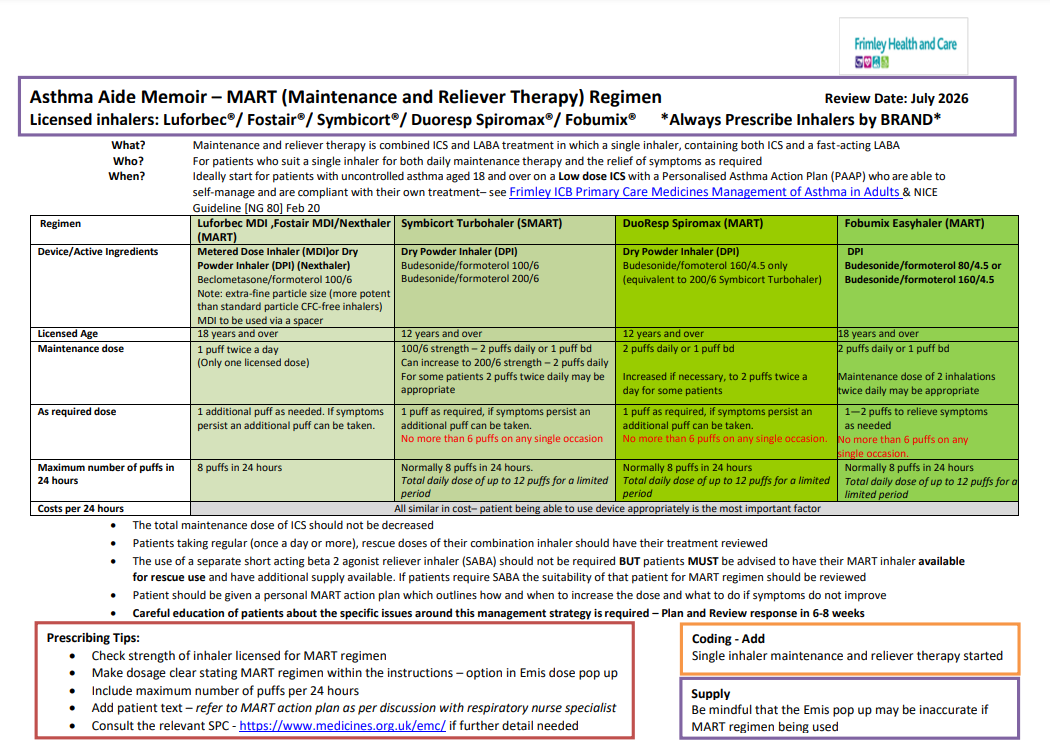 Frimley Health and Care
Asthma Aide Memoir – MART (Maintenance and Reliever Therapy) Regimen
Review Date: July 2026
Licensed inhalers: Luforbec®/ Fostair®/ Symbicort®/ Duoresp Spiromax®/ Fobumix® *Always Prescribe Inhalers by BRAND*
What? Maintenance and reliever therapy is combined ICS and LABA treatment in which a single inhaler, containing both ICS and a fast-acting LABA
Who? For patients who suit a single inhaler for both daily maintenance therapy and the relief of symptoms as required
When? Ideally start for patients with uncontrolled asthma aged 18 and over on a Low dose ICS with a Personalised Asthma Action Plan (PAAP) who are able to
self-manage and are compliant with their own treatment– see Frimley ICB Primary Care Medicines Management of Asthma in Adults & NICE
Guideline [NG 80] Feb 20
Regimen
Luforbec MDI ,Fostair MDI/Nexthaler
(MART)
Symbicort Turbohaler (SMART)
DuoResp Spiromax (MART)
Fobumix Easyhaler (MART)
Device/Active Ingredients
Metered Dose Inhaler (MDI)or Dry
Powder Inhaler (DPI) (Nexthaler)
Beclometasone/formoterol 100/6
Note: extra-fine particle size (more potent
than standard particle CFC-free inhalers)
MDI to be used via a spacer
Dry Powder Inhaler (DPI)
Budesonide/formoterol 100/6
Budesonide/formoterol 200/6
Dry Powder Inhaler (DPI)
Budesonide/fomoterol 160/4.5 only
(equivalent to 200/6 Symbicort Turbohaler)
DPI
Budesonide/formoterol 80/4.5 or
Budesonide/formoterol 160/4.5
Licensed Age
18 years and over
12 years and over
12 years and over
18 years and over
Maintenance dose
1 puff twice a day
(Only one licensed dose)
100/6 strength – 2 puffs daily or 1 puff bd
Can increase to 200/6 strength – 2 puffs daily
For some patients 2 puffs twice daily may be
appropriate
2 puffs daily or 1 puff bd
Increased if necessary, to 2 puffs twice a
day for some patients
2 puffs daily or 1 puff bd
Maintenance dose of 2 inhalations
twice daily may be appropriate
As required dose
1 additional puff as needed. If symptoms
persist an additional puff can be taken.
1 puff as required, if symptoms persist an
additional puff can be taken.
No more than 6 puffs on any single occasion
1 puff as required, if symptoms persist an
additional puff can be taken.
No more than 6 puffs on any single occasion.
1—2 puffs to relieve symptoms
as needed
No more than 6 puffs on any
single occasion.
Maximum number of puffs in
24 hours
8 puffs in 24 hours
Normally 8 puffs in 24 hours.
Total daily dose of up to 12 puffs for a limited
period
Normally 8 puffs in 24 hours
Total daily dose of up to 12 puffs for a limited
period
Normally 8 puffs in 24 hours
Total daily dose of up to 12 puffs for a
limited period
Costs per 24 hours
All similar in cost– patient being able to use device appropriately is the most important factor
• The total maintenance dose of ICS should not be decreased
• Patients taking regular (once a day or more), rescue doses of their combination inhaler should have their treatment reviewed
• The use of a separate short acting beta 2 agonist reliever inhaler (SABA) should not be required BUT patients MUST be advised to have their MART inhaler available
for rescue use and have additional supply available. If patients require SABA the suitability of that patient for MART regimen should be reviewed
• Patient should be given a personal MART action plan which outlines how and when to increase the dose and what to do if symptoms do not improve
• Careful education of patients about the specific issues around this management strategy is required – Plan and Review response in 6-8 weeks
Prescribing Tips:
• Check strength of inhaler licensed for MART regimen
• Make dosage clear stating MART regimen within the instructions – option in Emis dose pop up
• Include maximum number of puffs per 24 hours
• Add patient text – refer to MART action plan as per discussion with respiratory nurse specialist
• Consult the relevant SPC - https://www.medicines.org.uk/emc/ if further detail needed
Coding - Add
Single inhaler maintenance and reliever therapy started
Supply
Be mindful that the Emis pop up may be inaccurate if
MART regimen being used